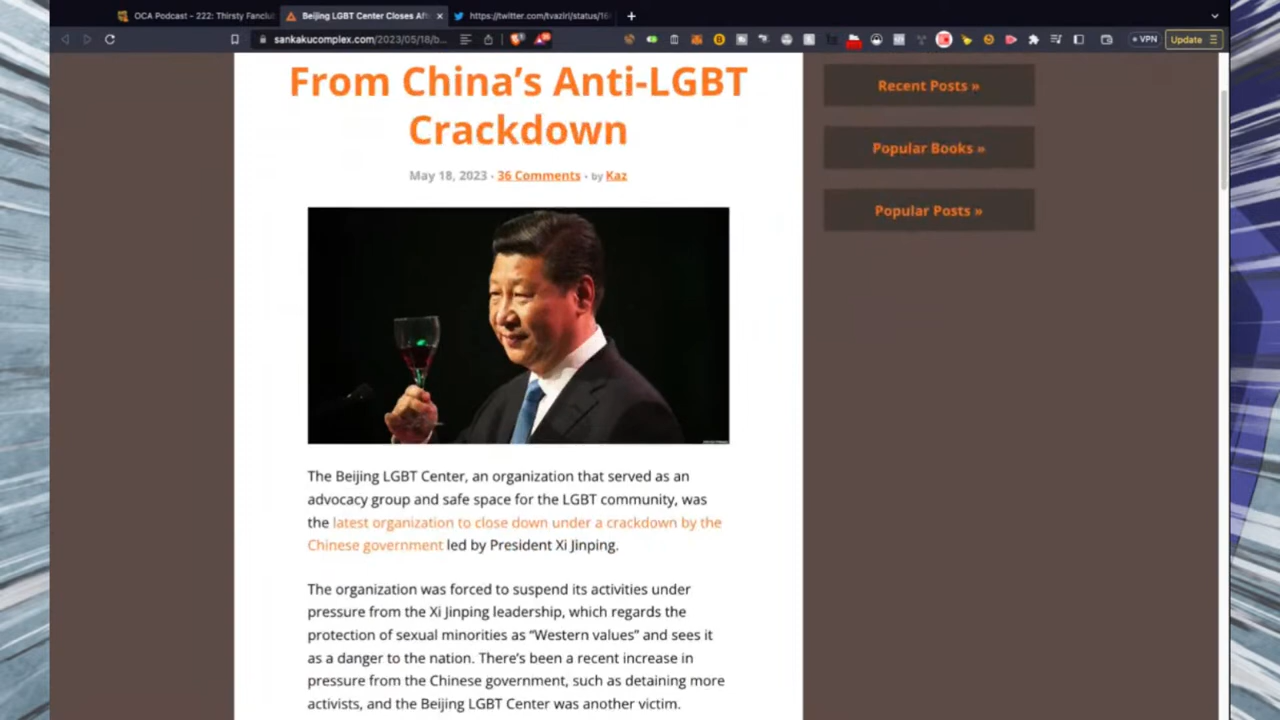 OCA Podcast - 222: Thirsty Fanclu
Beijing LGBT Center Closes Aft
https://twitter.com/tvaziri/status/16
sankakucomplex.com/2023/05/18/b...
VPN
Update
From China's Anti-LGBT
Crackdown
May 18, 2023 · 36 Comments · by Kaz
Recent Posts »
Popular Books »
Popular Posts »
The Beijing LGBT Center, an organization that served as an
advocacy group and safe space for the LGBT community, was
the latest organization to close down under a crackdown by the
Chinese government led by President Xi Jinping.
The organization was forced to suspend its activities under
pressure from the Xi Jinping leadership, which regards the
protection of sexual minorities as “Western values” and sees it
as a danger to the nation. There’s been a recent increase in
pressure from the Chinese government, such as detaining more
activists, and the Beijing LGBT Center was another victim.